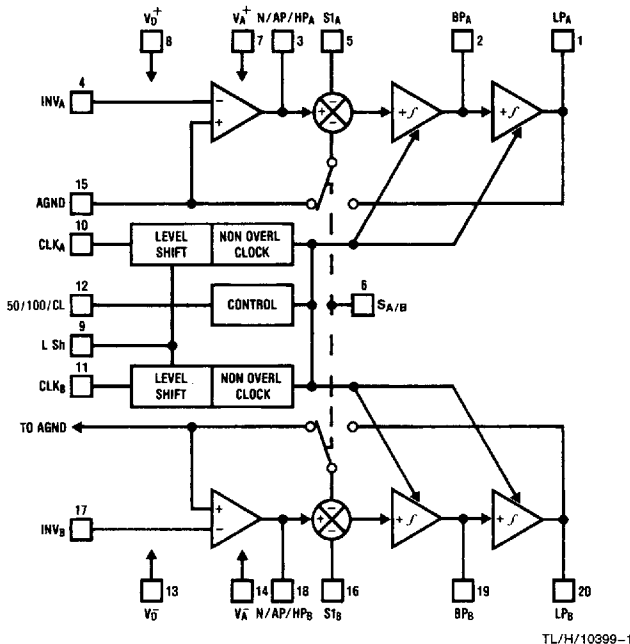 V_D^+ V_A^+ N/AP/HP_A S1_A BP_A LP_A
8 7 3 5 2 1
4
INV_A
−
+
+ − −
+∫ +∫
15
AGND
10
CLK_A
LEVEL SHIFT
NON OVERL CLOCK
12
50/100/CL
CONTROL
6
S_A/B
9
L Sh
11
CLK_B
LEVEL SHIFT
NON OVERL CLOCK
TO AGND
17
INV_B
+
−
+ − −
+∫ +∫
13 14 18 16 19 20
V_D^- V_A^- N/AP/HP_B S1_B BP_B LP_B
TL/H/10399–1